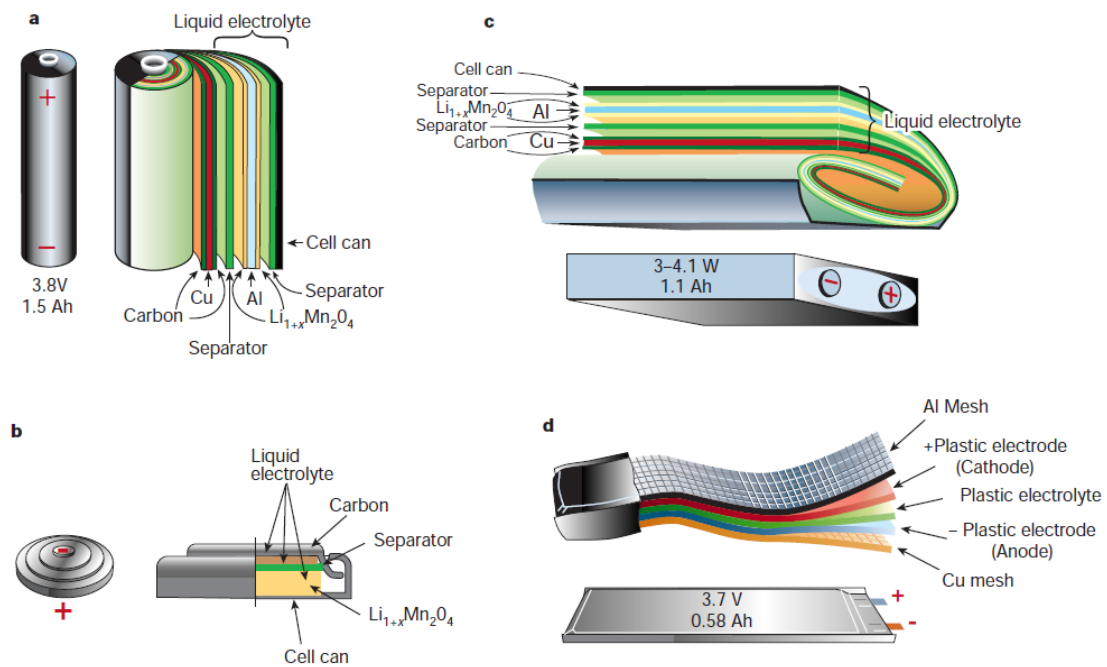 a
Liquid electrolyte
+
−
3.8V
1.5 Ah
Cell can
Cu
Al
Separator
Carbon
Li1+xMn2O4
Separator
c
Cell can
Separator
Li1+xMn2O4
Al
Separator
Carbon
Cu
Liquid electrolyte
3–4.1 W
1.1 Ah
−
+
b
Liquid
electrolyte
Carbon
Separator
Li1+xMn2O4
Cell can
-
+
d
Al Mesh
+Plastic electrode
(Cathode)
Plastic electrolyte
– Plastic electrode
(Anode)
Cu mesh
3.7 V
0.58 Ah
+
-